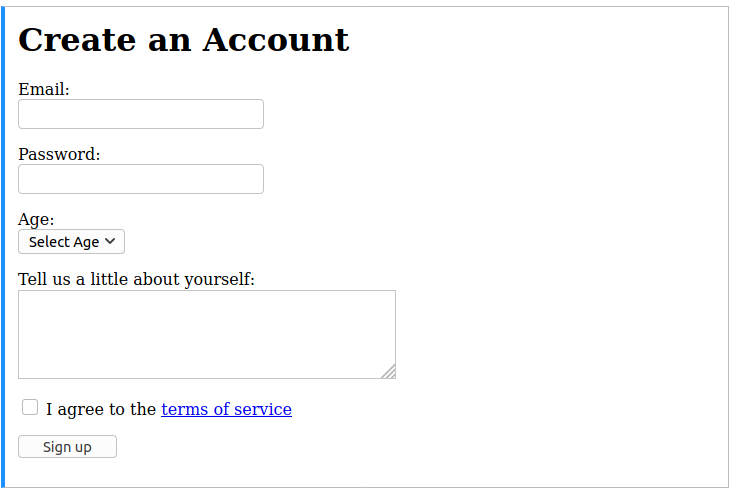 Create an Account
Email:
Password:
Age:
Select Age
Tell us a little about yourself:
I agree to the terms of service
Sign up